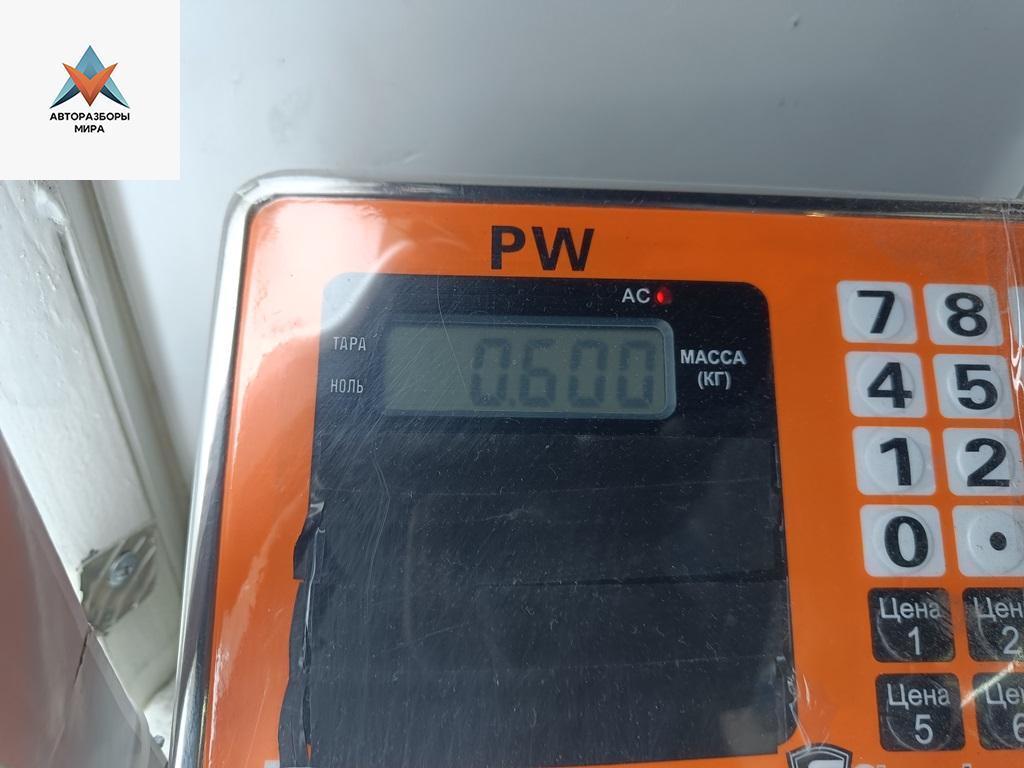 АВТОРАЗБОРЫ
МИРА
PW
AC
ТАРА
НОЛЬ
0.600
МАССА
(КГ)
7 8
4 5
1 2
0 .
Цена
1
Цена
5